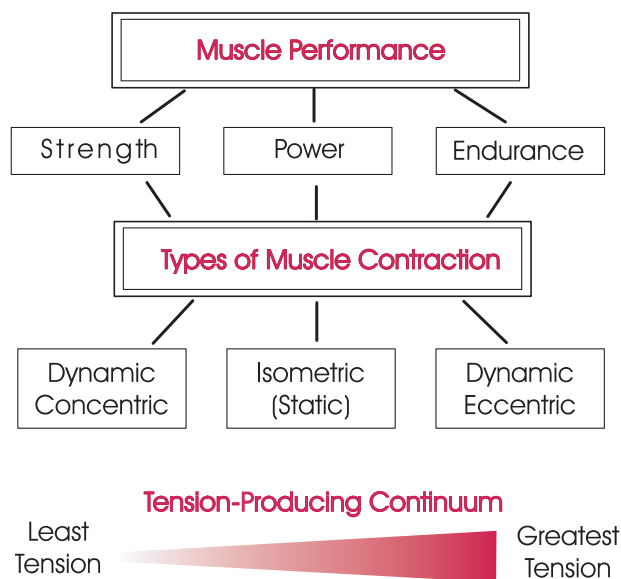 Muscle Performance
Strength
Power
Endurance
Types of Muscle Contraction
Dynamic
Concentric
Isometric
(Static)
Dynamic
Eccentric
Tension-Producing Continuum
Least
Tension
Greatest
Tension